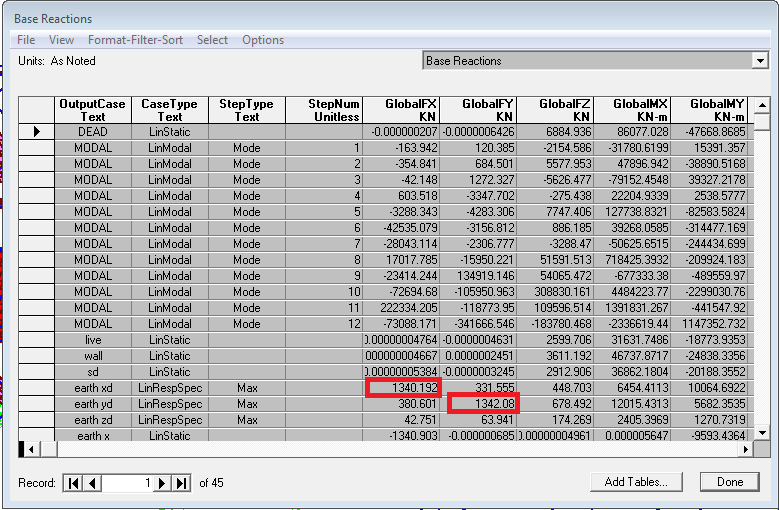 Base Reactions
File View Format-Filter-Sort Select Options
Units: As Noted
Base Reactions
OutputCase CaseType StepType StepNum GlobalFX GlobalFY GlobalFZ GlobalMX GlobalMY
Text Text Text Unitless KN KN KN KN-m KN-m
DEAD LinStatic -0.000000207 -0.0000006426 6884.936 86077.028 -47668.8685
MODAL LinModal Mode 1 -163.942 120.385 -2154.586 -31780.6199 15391.357
MODAL LinModal Mode 2 -354.841 684.501 5577.953 47896.942 -38890.5168
MODAL LinModal Mode 3 -42.148 1272.327 -5626.477 -79152.4548 39327.2178
MODAL LinModal Mode 4 603.518 -3347.702 -275.438 22204.9339 2538.5777
MODAL LinModal Mode 5 -3288.343 -4283.306 7747.406 127738.8321 -82583.5824
MODAL LinModal Mode 6 -42535.079 -3156.812 886.185 39268.0585 -314477.169
MODAL LinModal Mode 7 -28043.114 -2306.777 -3288.47 -50625.6515 -244434.699
MODAL LinModal Mode 8 17017.785 -15950.221 51591.513 718425.3932 -209924.183
MODAL LinModal Mode 9 -23414.244 134919.146 54065.472 -677333.38 -489559.97
MODAL LinModal Mode 10 -72694.68 -105950.963 308830.161 4484223.77 -2299030.76
MODAL LinModal Mode 11 222334.205 -118773.95 109596.514 1391831.267 -441547.92
MODAL LinModal Mode 12 -73088.171 -341666.546 -183780.468 -2336619.44 1147352.732
live LinStatic 0.00000004764 -0.0000004631 2599.706 31631.7486 -18773.9353
wall LinStatic 000000004667 0.0000002451 3611.192 46737.8717 -24838.3356
sd LinStatic 0.00000005384 -0.0000003245 2912.906 36862.1804 -20188.3552
earth xd LinRespSpec Max 1340.192 331.555 448.703 6454.4113 10064.6922
earth yd LinRespSpec Max 380.601 1342.08 678.492 12015.4313 5682.3535
earth zd LinRespSpec Max 42.751 63.941 174.269 2405.3969 1270.7319
earth x LinStatic -1340.903 -0.000000685 0.00000004961 0.000005647 -9593.4364
Record: 1 of 45
Add Tables... Done